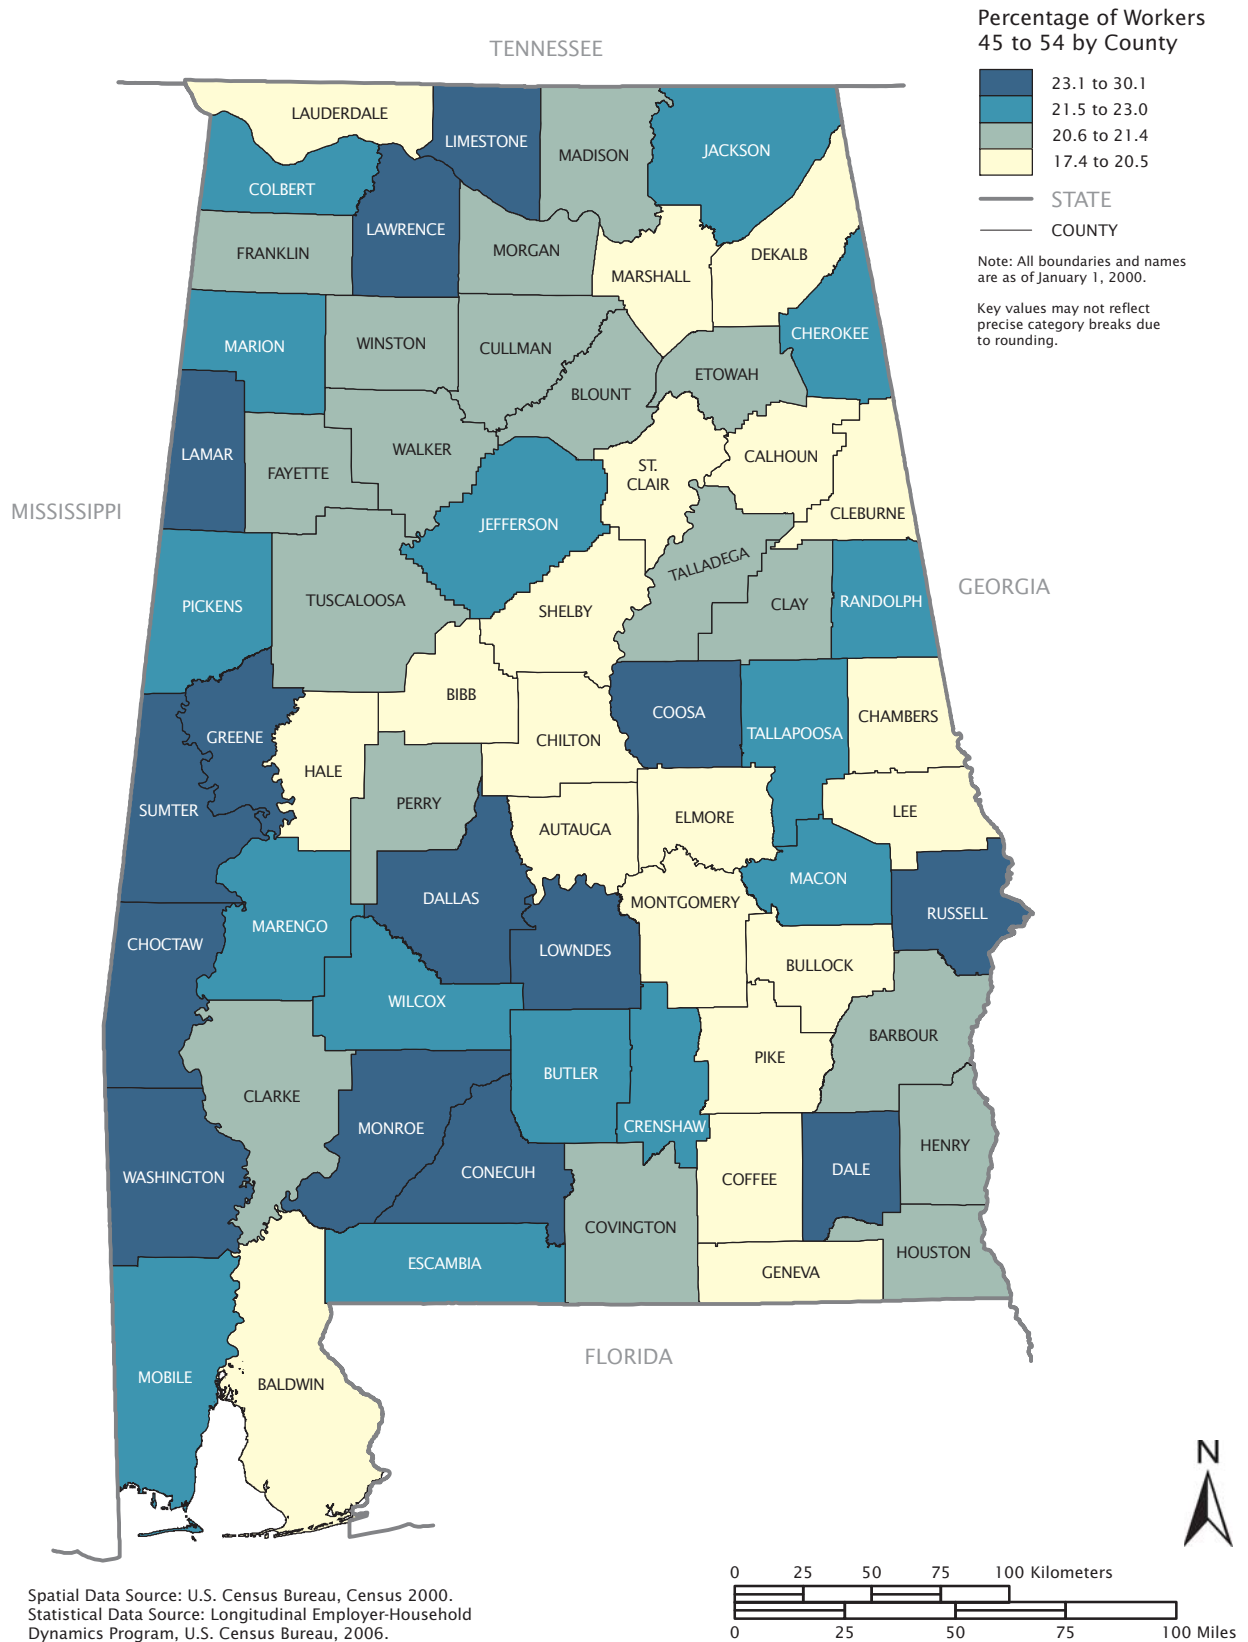 Percentage of Workers
45 to 54 by County
23.1 to 30.1
21.5 to 23.0
20.6 to 21.4
17.4 to 20.5
STATE
COUNTY
Note: All boundaries and names
are as of January 1, 2000.
Key values may not reflect
precise category breaks due
to rounding.
TENNESSEE
LAUDERDALE
LIMESTONE
MADISON
JACKSON
COLBERT
LAWRENCE
FRANKLIN
MORGAN
DEKALB
MARSHALL
CHEROKEE
MARION
WINSTON
CULLMAN
ETOWAH
BLOUNT
LAMAR
WALKER
CALHOUN
FAYETTE
ST.
CLAIR
MISSISSIPPI
CLEBURNE
JEFFERSON
TALLADEGA
GEORGIA
PICKENS
TUSCALOOSA
SHELBY
CLAY
RANDOLPH
BIBB
COOSA
CHAMBERS
GREENE
CHILTON
TALLAPOOSA
HALE
SUMTER
PERRY
ELMORE
LEE
AUTAUGA
MACON
DALLAS
MONTGOMERY
RUSSELL
MARENGO
CHOCTAW
LOWNDES
BULLOCK
WILCOX
BARBOUR
PIKE
BUTLER
CLARKE
MONROE
CRENSHAW
HENRY
WASHINGTON
CONECUH
COFFEE
DALE
COVINGTON
HOUSTON
ESCAMBIA
GENEVA
FLORIDA
MOBILE
BALDWIN
N
0 25 50 75 100 Kilometers
0 25 50 75 100 Miles
Spatial Data Source: U.S. Census Bureau, Census 2000.
Statistical Data Source: Longitudinal Employer-Household
Dynamics Program, U.S. Census Bureau, 2006.